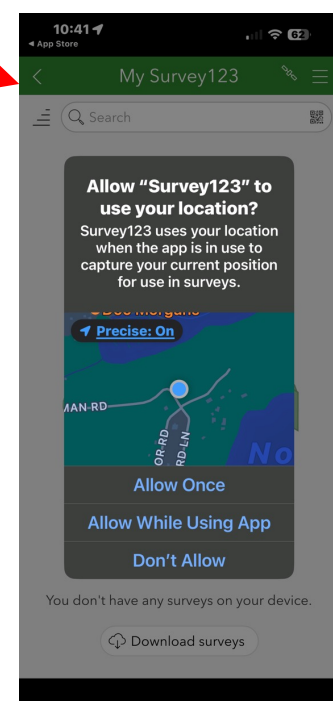 10:41
62
◀ App Store
My Survey123
Search
Allow “Survey123” to
use your location?
Survey123 uses your location
when the app is in use to
capture your current position
for use in surveys.
Precise: On
MAN-RD
OR-RD
RD-LN
No
Allow Once
Allow While Using App
Don’t Allow
You don't have any surveys on your device.
Download surveys